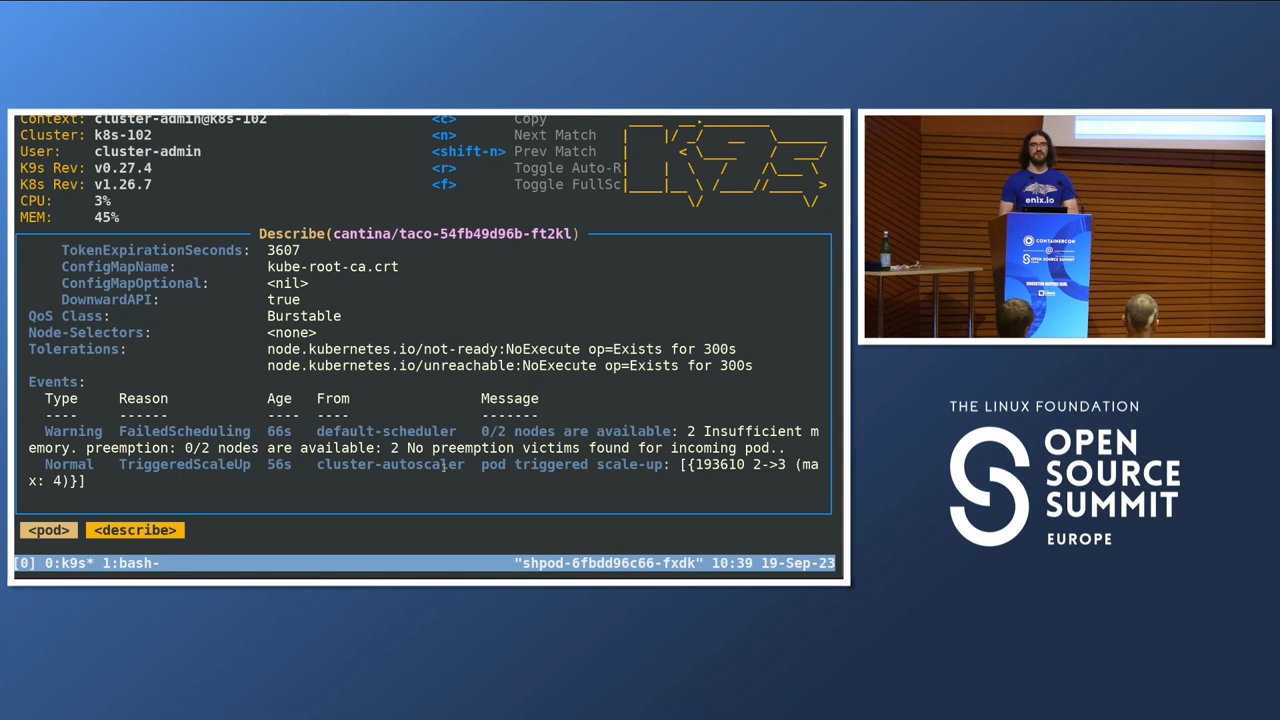 Context: cluster-admin@k8s-102 <c> Copy
Cluster: k8s-102 <n> Next Match
User: cluster-admin <shift-n> Prev Match
K9s Rev: v0.27.4 <r> Toggle Auto-R
K8s Rev: v1.26.7 <f> Toggle FullSc
CPU: 3%
MEM: 45%
Describe(cantina/taco-54fb49d96b-ft2kl)
TokenExpirationSeconds: 3607
ConfigMapName: kube-root-ca.crt
ConfigMapOptional: <nil>
DownwardAPI: true
QoS Class: Burstable
Node-Selectors: <none>
Tolerations: node.kubernetes.io/not-ready:NoExecute op=Exists for 300s
node.kubernetes.io/unreachable:NoExecute op=Exists for 300s
Events:
Type Reason Age From Message
---- ------ ---- ---- -------
Warning FailedScheduling 66s default-scheduler 0/2 nodes are available: 2 Insufficient m
emory. preemption: 0/2 nodes are available: 2 No preemption victims found for incoming pod..
Normal TriggeredScaleUp 56s cluster-autoscaler pod triggered scale-up: [{193610 2->3 (ma
x: 4)}]
<pod> <describe>
[0] 0:k9s* 1:bash- "shpod-6fbdd96c66-fxdk" 10:39 19-Sep-23
enix.io
CONTAINERCON
@
OPEN SOURCE SUMMIT
THE LINUX FOUNDATION
OPEN
SOURCE
SUMMIT
EUROPE